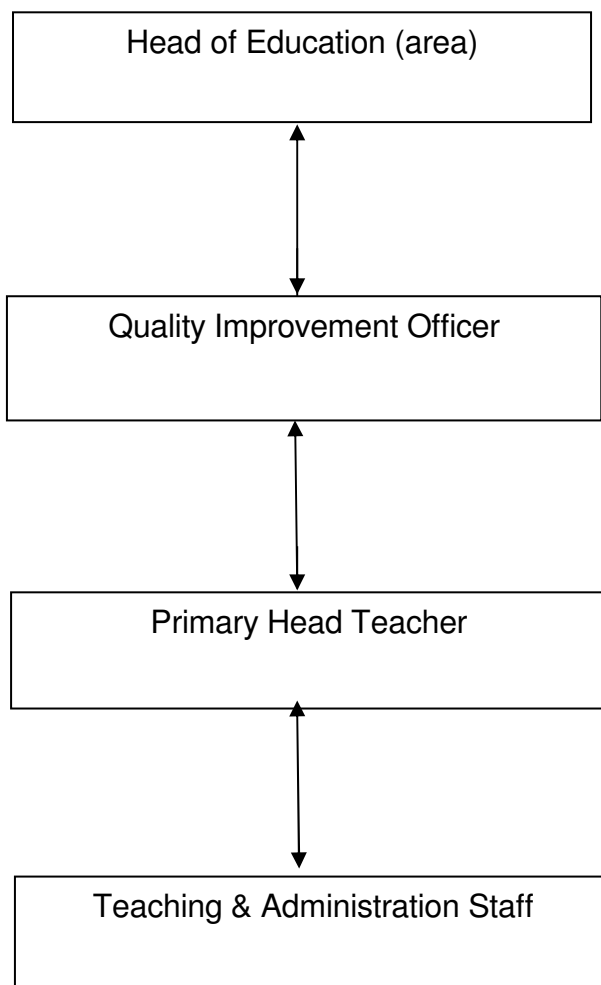 Head of Education (area)
Quality Improvement Officer
Primary Head Teacher
Teaching & Administration Staff